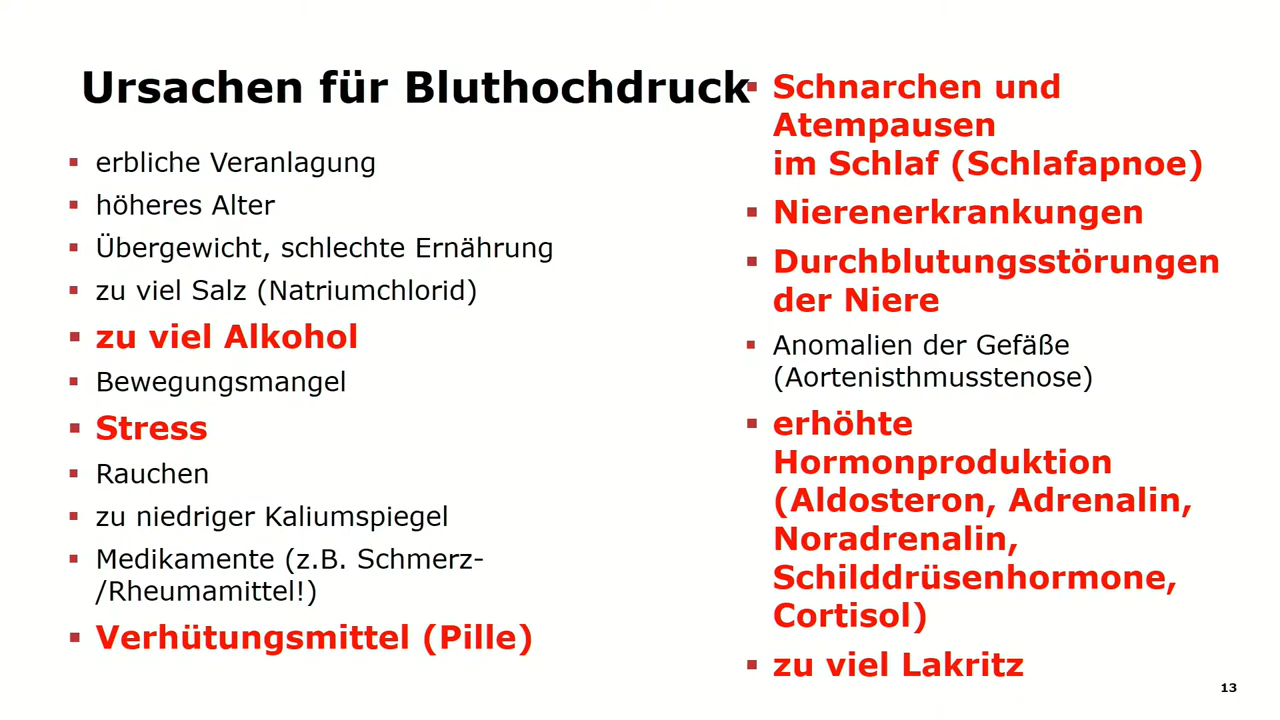 Ursachen für Bluthochdruck
▪ erbliche Veranlagung
▪ höheres Alter
▪ Übergewicht, schlechte Ernährung
▪ zu viel Salz (Natriumchlorid)
▪ zu viel Alkohol
▪ Bewegungsmangel
▪ Stress
▪ Rauchen
▪ zu niedriger Kaliumspiegel
▪ Medikamente (z.B. Schmerz-
/Rheumamittel!)
▪ Verhütungsmittel (Pille)
▪ Schnarchen und
Atempausen
im Schlaf (Schlafapnoe)
▪ Nierenerkrankungen
▪ Durchblutungsstörungen
der Niere
▪ Anomalien der Gefäße
(Aortenisthmusstenose)
▪ erhöhte
Hormonproduktion
(Aldosteron, Adrenalin,
Noradrenalin,
Schilddrüsenhormone,
Cortisol)
▪ zu viel Lakritz
13